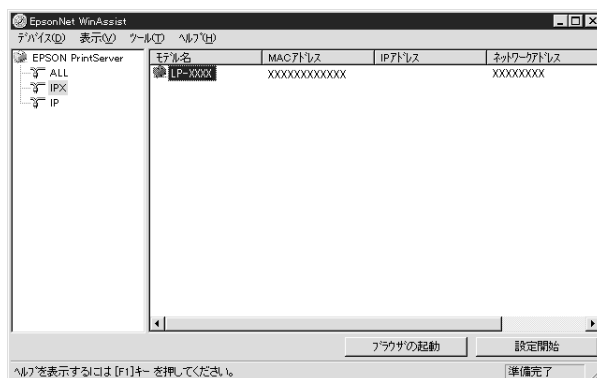 EpsonNet WinAssist
デバイス(D) 表示(V) ツール(T) ヘルプ(H)
EPSON PrintServer
ALL
IPX
IP
モデル名 MACアドレス IPアドレス ネットワークアドレス
LP-XXXX XXXXXXXXXXXX XXXXXXXX
ブラウザの起動 設定開始
ヘルプを表示するには [F1]キー を押してください。 準備完了